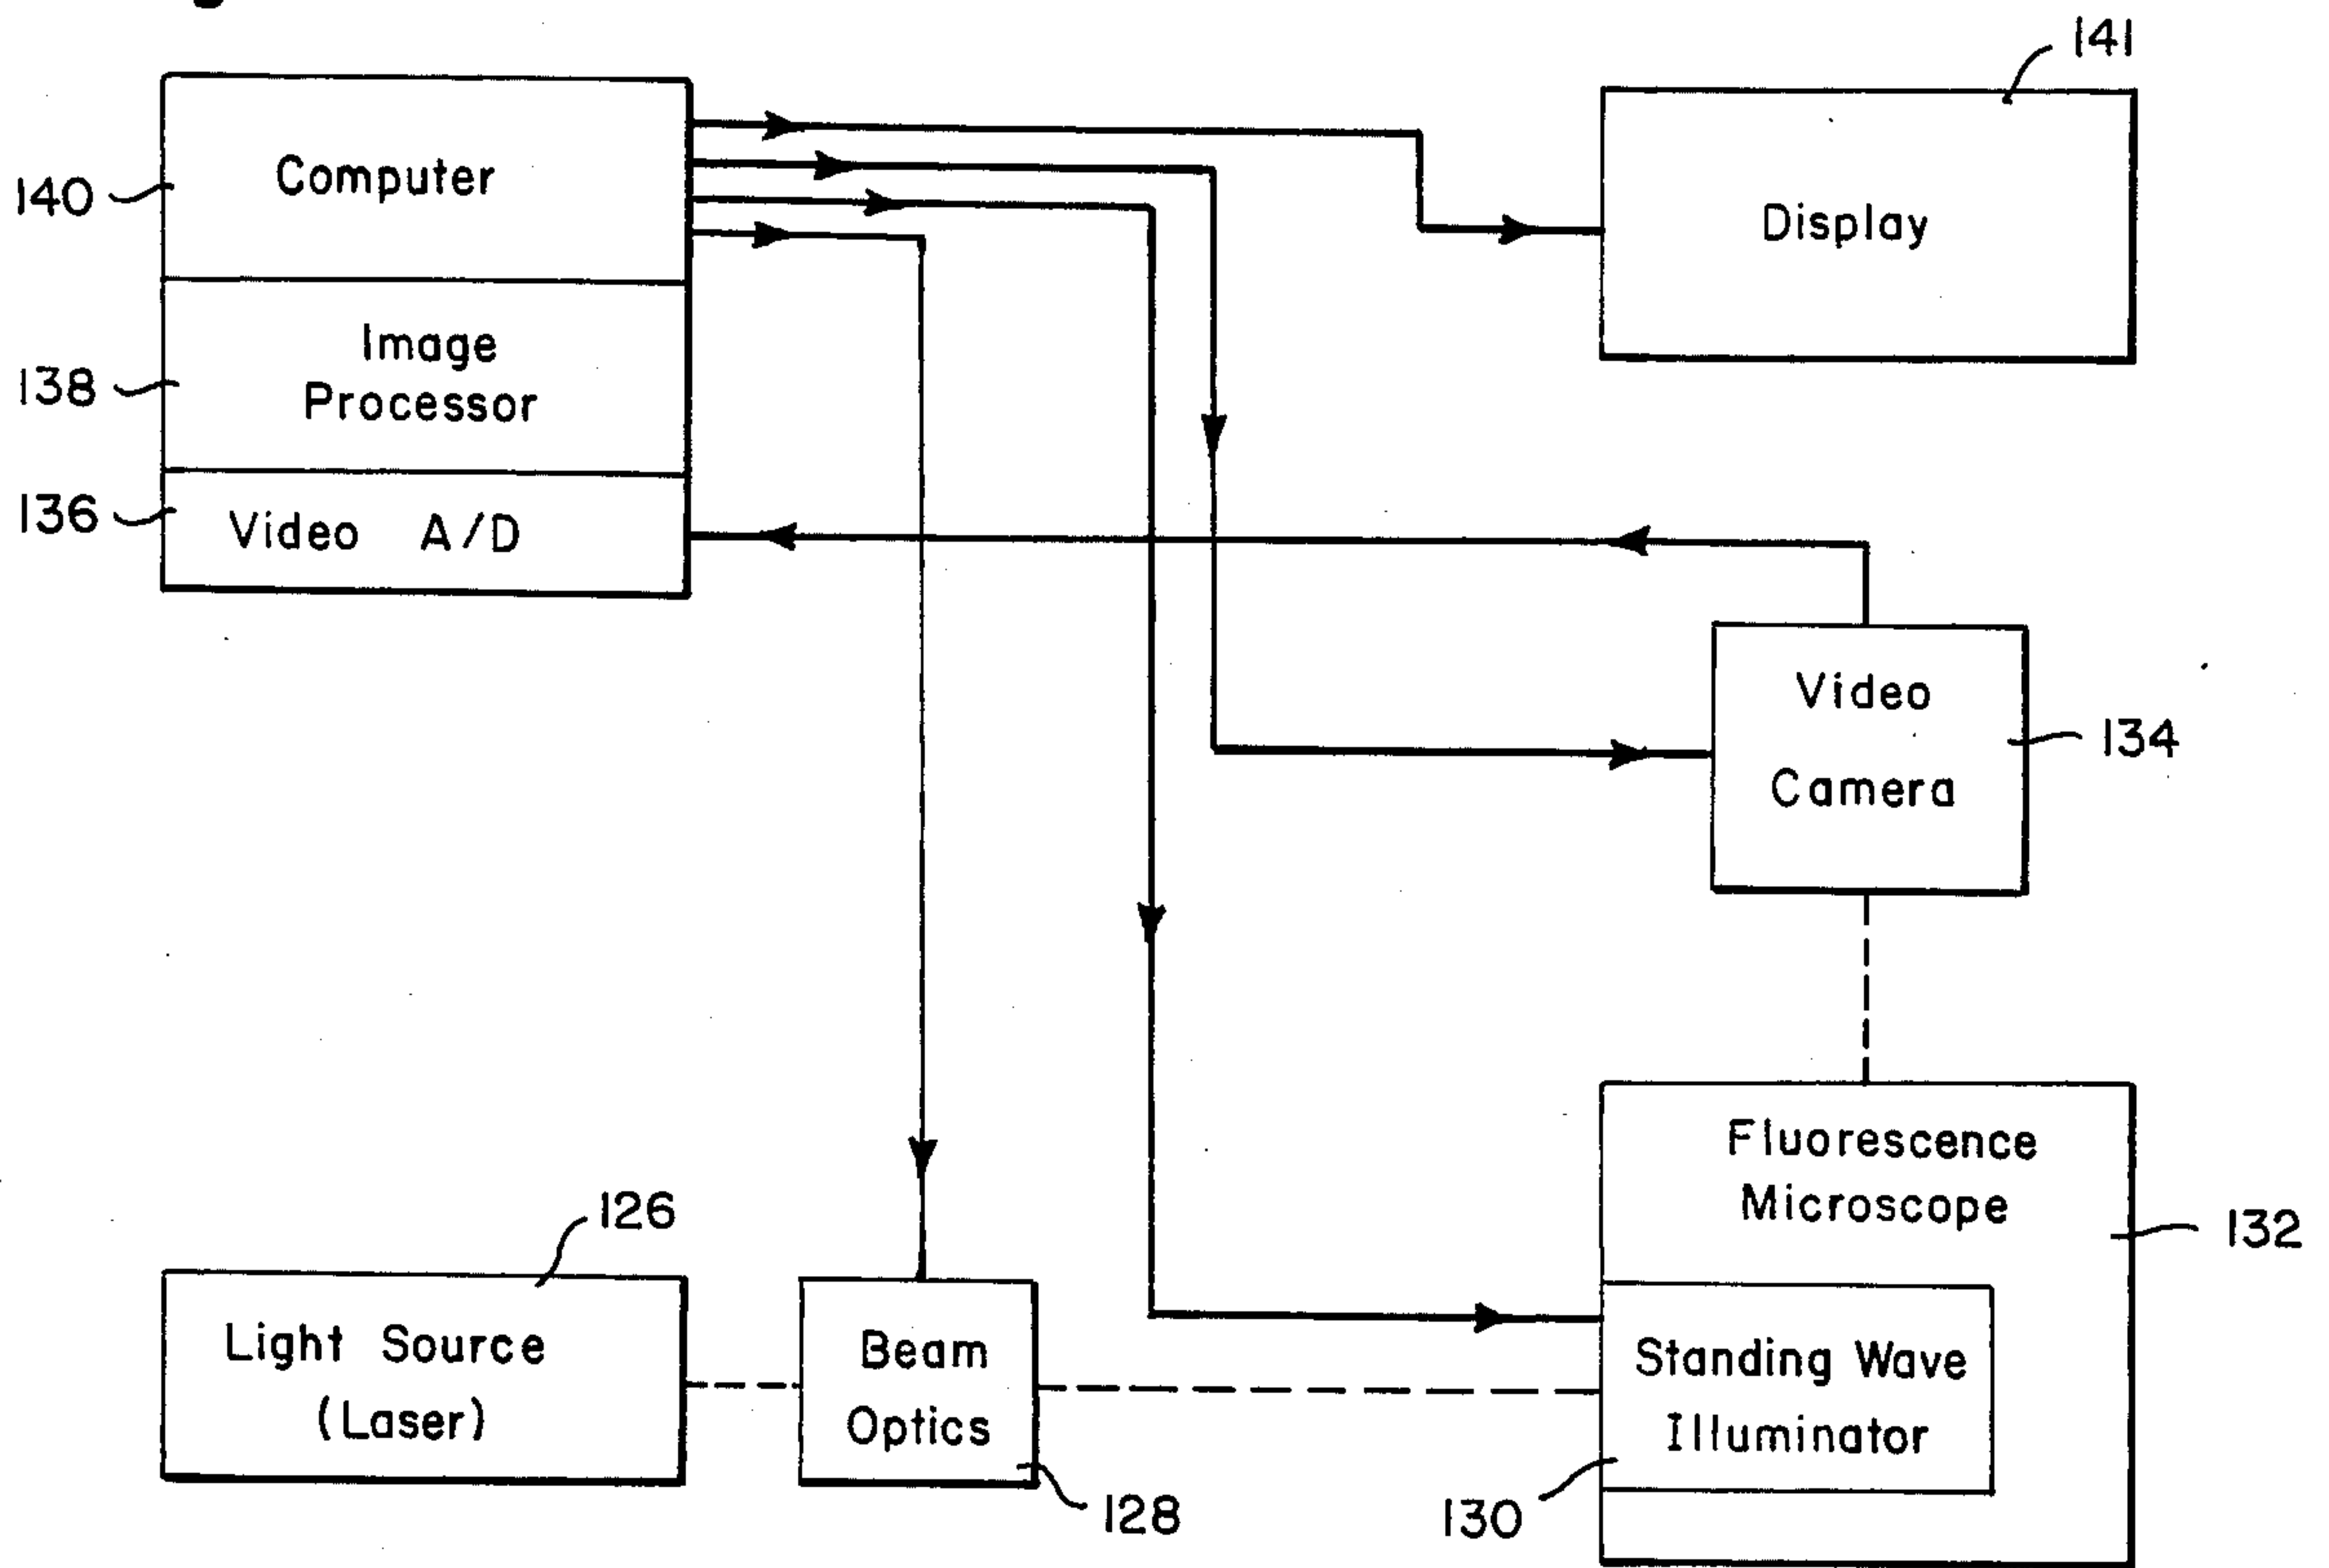 141
Computer
140
Display
Image
Processor
138
136
Video A/D
Video
Camera
134
Fluorescence
Microscope
132
126
Light Source
(Laser)
Beam
Optics
128
Standing Wave
Illuminator
130